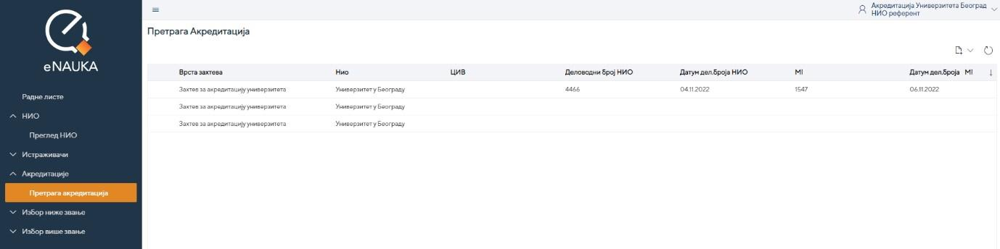 Акредитација Универзитета Београд
НИО референт
eNAUKA
Претрага Акредитација
Врста захтева Нио ЦИВ Деловодни број НИО Датум дел.броја НИО MI Датум дел.броја MI ↓
Захтев за акредитацију универзитета Универзитет у Београду 4466 04.11.2022 1547 06.11.2022
Захтев за акредитацију универзитета Универзитет у Београду
Захтев за акредитацију универзитета Универзитет у Београду
Радне листе
НИО
Преглед НИО
Истраживачи
Акредитације
Претрага акредитација
Избор ниже звање
Избор више звање